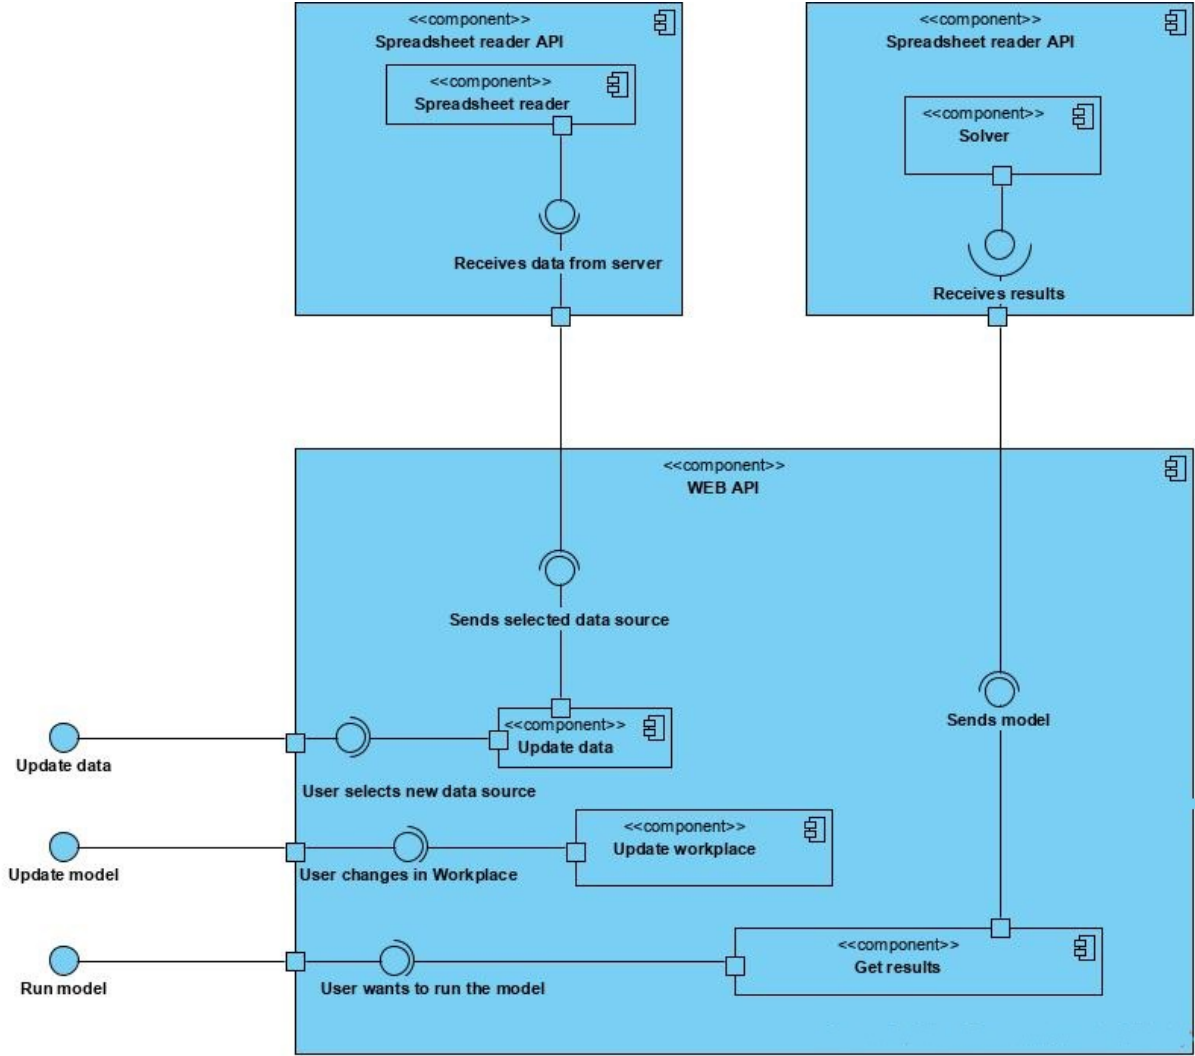 <<component>>
Spreadsheet reader API
<<component>>
Spreadsheet reader
Receives data from server
<<component>>
Spreadsheet reader API
<<component>>
Solver
Receives results
<<component>>
WEB API
Sends selected data source
Sends model
<<component>>
Update data
Update data
User selects new data source
<<component>>
Update workplace
Update model
User changes in Workplace
<<component>>
Get results
Run model
User wants to run the model